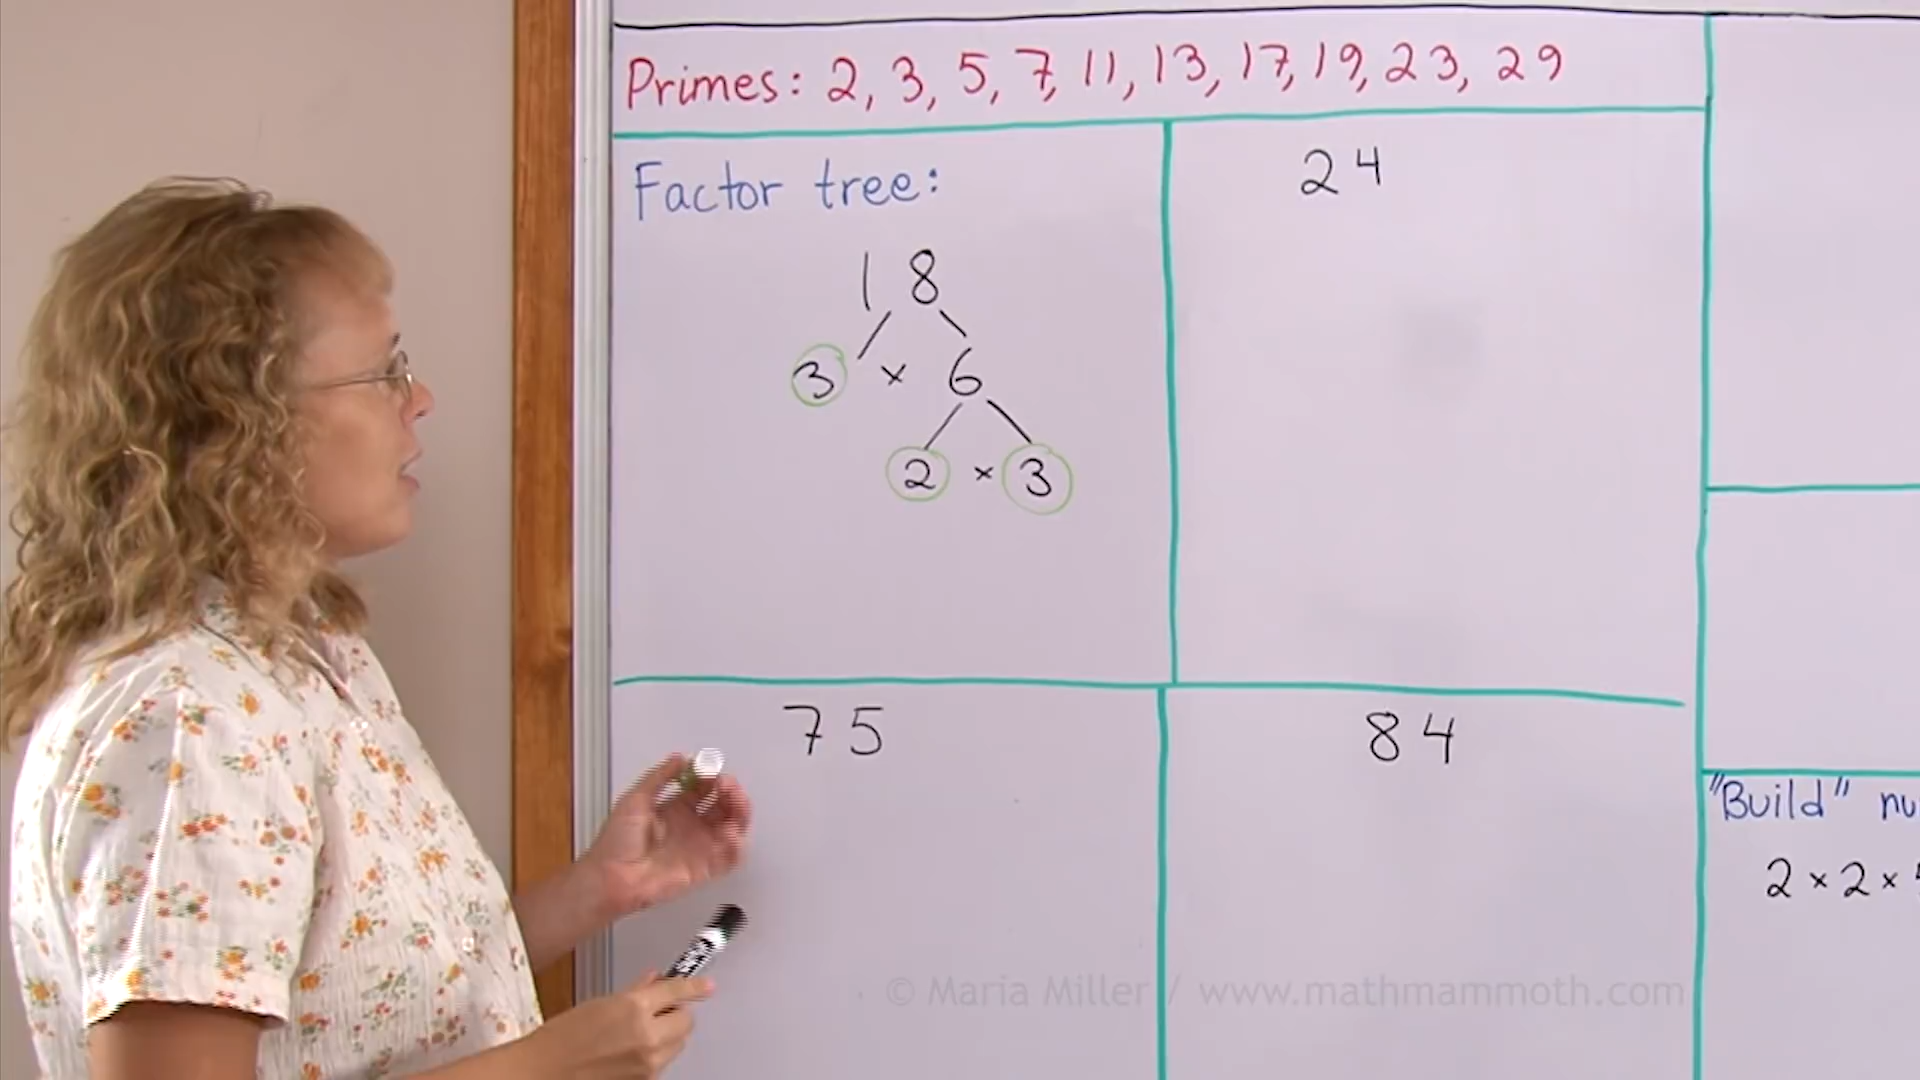 Primes: 2, 3, 5, 7, 11, 13, 17, 19, 23, 29
Factor tree:
18
3 × 6
2 × 3
24
75
84
"Build"
2 × 2 ×
© Maria Miller / www.mathmammoth.com